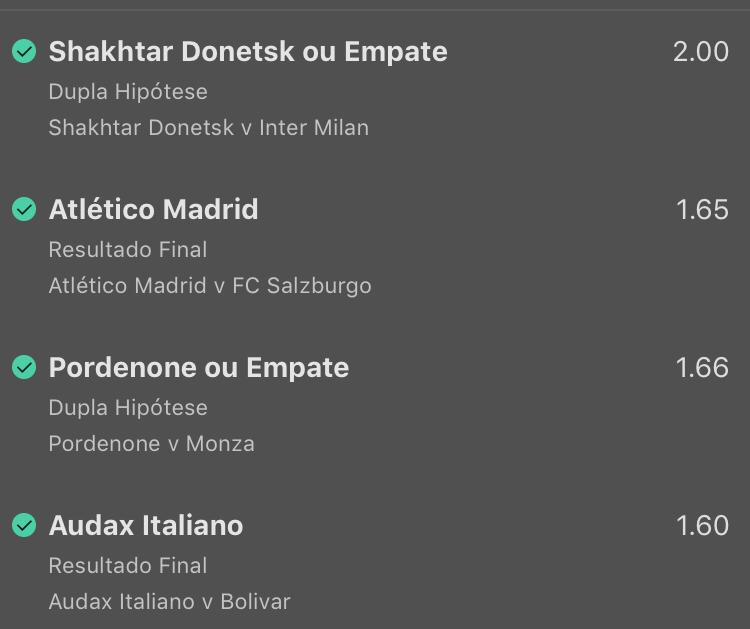 Shakhtar Donetsk ou Empate 2.00
Dupla Hipótese
Shakhtar Donetsk v Inter Milan
Atlético Madrid 1.65
Resultado Final
Atlético Madrid v FC Salzburgo
Pordenone ou Empate 1.66
Dupla Hipótese
Pordenone v Monza
Audax Italiano 1.60
Resultado Final
Audax Italiano v Bolivar